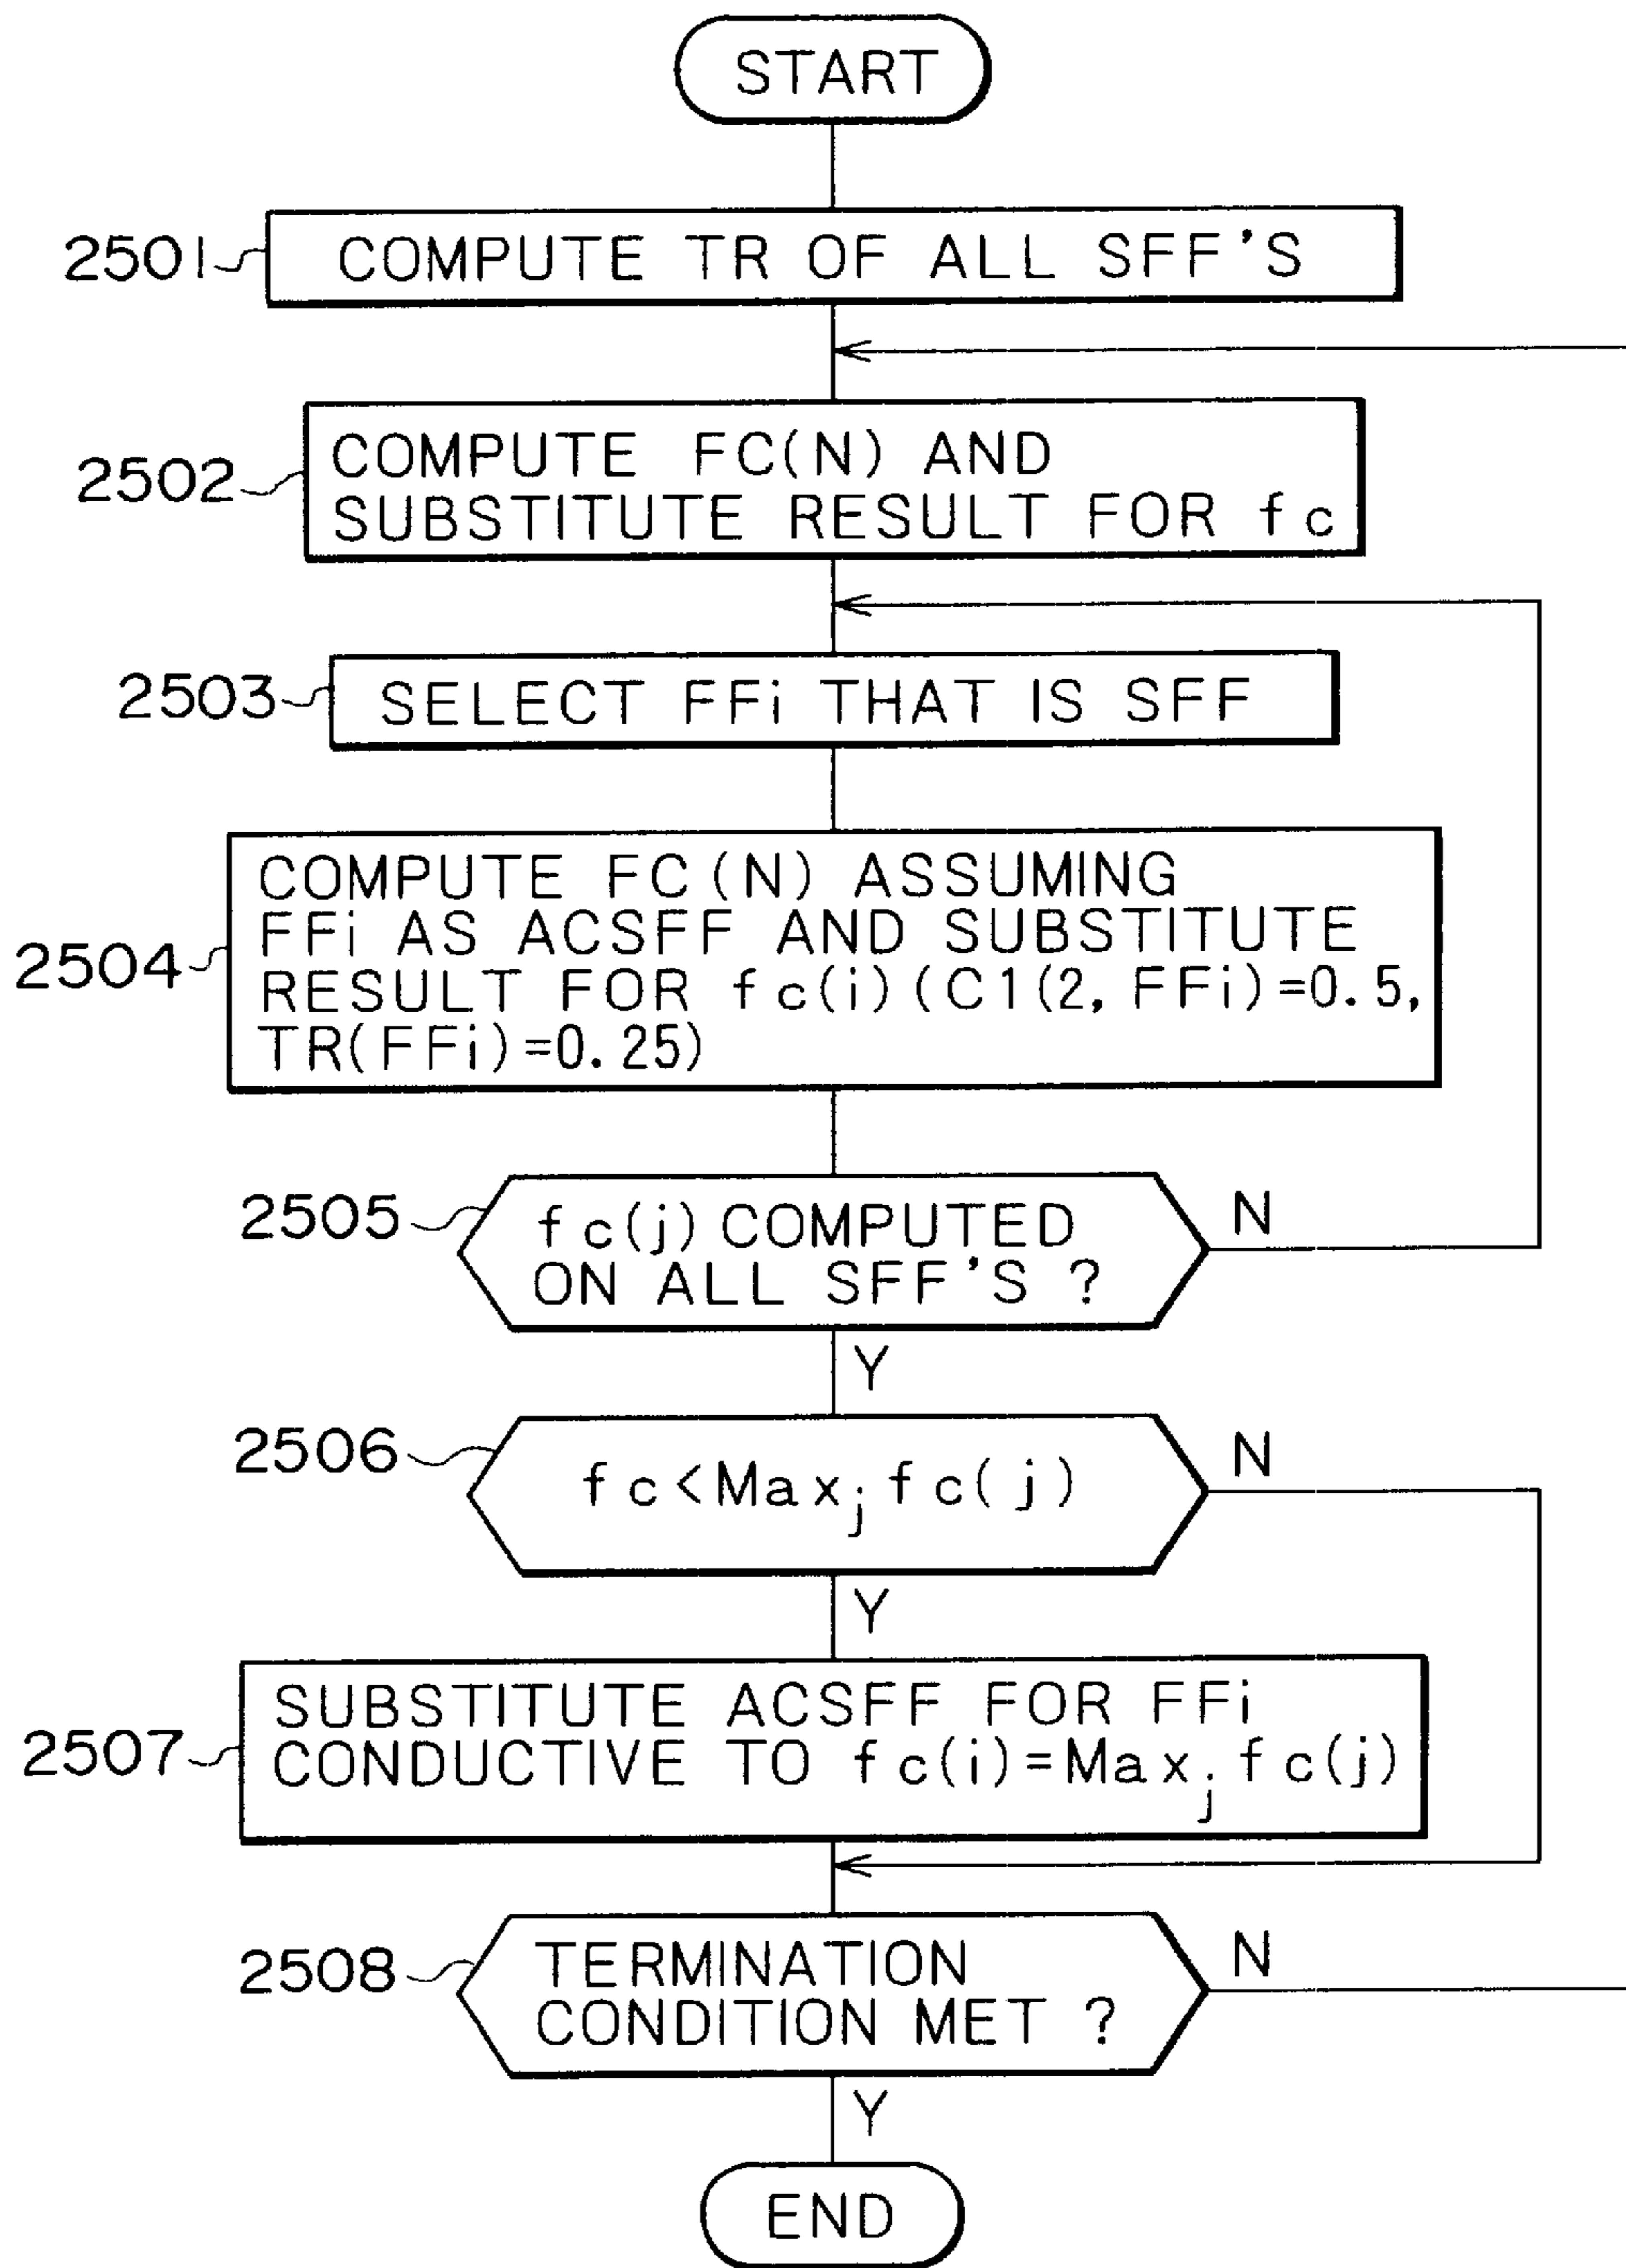 START
2501
COMPUTE TR OF ALL SFF'S
2502
COMPUTE FC(N) AND
SUBSTITUTE RESULT FOR fc
2503
SELECT FFi THAT IS SFF
2504
COMPUTE FC(N) ASSUMING
FFi AS ACSFF AND SUBSTITUTE
RESULT FOR fc(i) (C1(2, FFi)=0.5,
TR(FFi)=0.25)
2505
fc(j) COMPUTED
ON ALL SFF'S ?
N
Y
2506
fc<Maxj fc(j)
N
Y
2507
SUBSTITUTE ACSFF FOR FFi
CONDUCTIVE TO fc(i)=Maxj fc(j)
2508
TERMINATION
CONDITION MET ?
N
Y
END